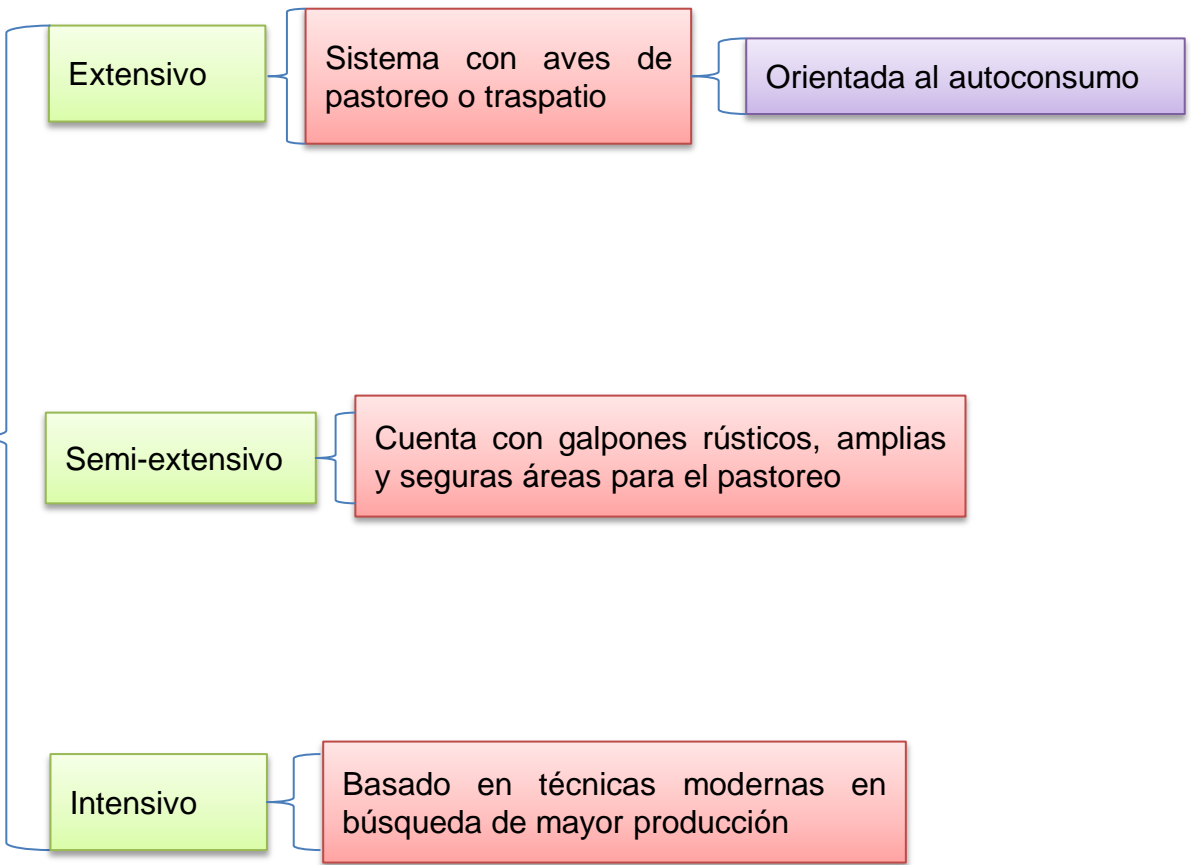 Extensivo
Sistema con aves de
pastoreo o traspatio
Orientada al autoconsumo
Semi-extensivo
Cuenta con galpones rústicos, amplias
y seguras áreas para el pastoreo
Intensivo
Basado en técnicas modernas en
búsqueda de mayor producción